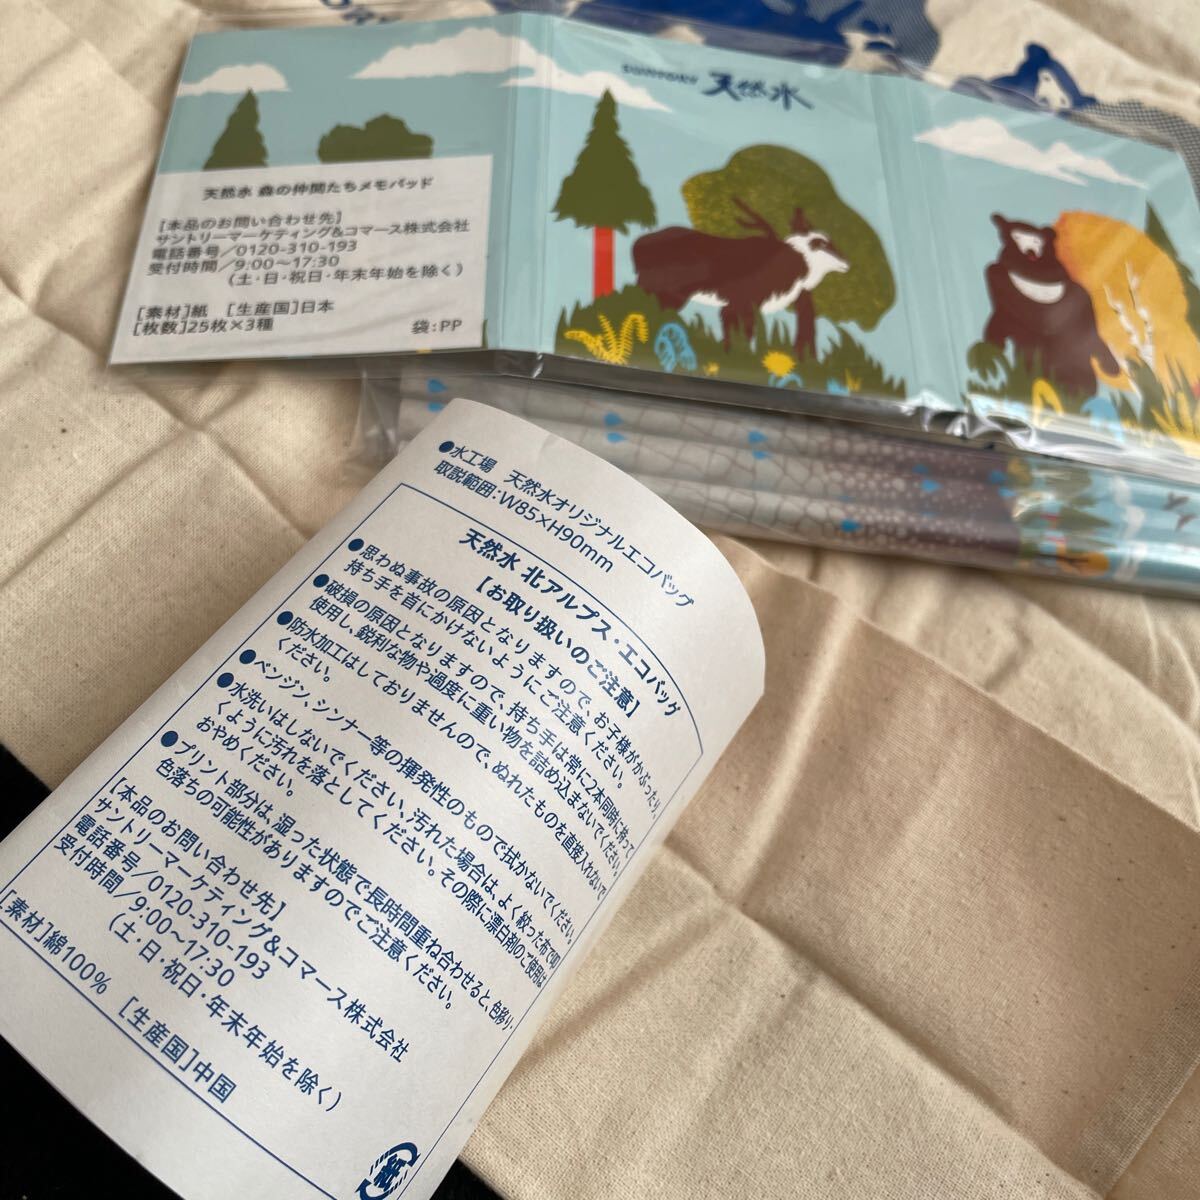 SUNTORY 天然水
天然水 森の仲間たちメモパッド
[本品のお問い合わせ先]
サントリーマーケティング&コマース株式会社
電話番号／0120-310-193
受付時間／9:00〜17:30
(土・日・祝日・年末年始を除く)
[素材]紙 [生産国]日本
[枚数]25枚×3種
袋:PP
●水工場 天然水オリジナルエコバッグ
取説範囲:W85×H90mm
天然水 北アルプス・エコバッグ
【お取り扱いのご注意】
●思わぬ事故の原因となりますので、お子様がかぶったり、
持ち手を首にかけないようにご注意ください。
●破損の原因となりますので、持ち手は常に2本同時に持って
使用し、鋭利な物や過度に重い物を詰め込まないでください。
●防水加工はしておりませんので、ぬれたものを直接入れないで
ください。
●ベンジン、シンナー等の揮発性のもので拭かないでください。
●水洗いはしないでください、汚れた場合は、よく絞った布で叩
くように汚れを落としてください。その際に漂白剤のご使用は
おやめください。
●プリント部分は、湿った状態で長時間重ね合わせると、色移り・
色落ちの可能性がありますのでご注意ください。
【本品のお問い合わせ先】
サントリーマーケティング&コマース株式会社
電話番号／0120-310-193
受付時間／9:00〜17:30
(土・日・祝日・年末年始を除く)
[素材]綿100% [生産国]中国